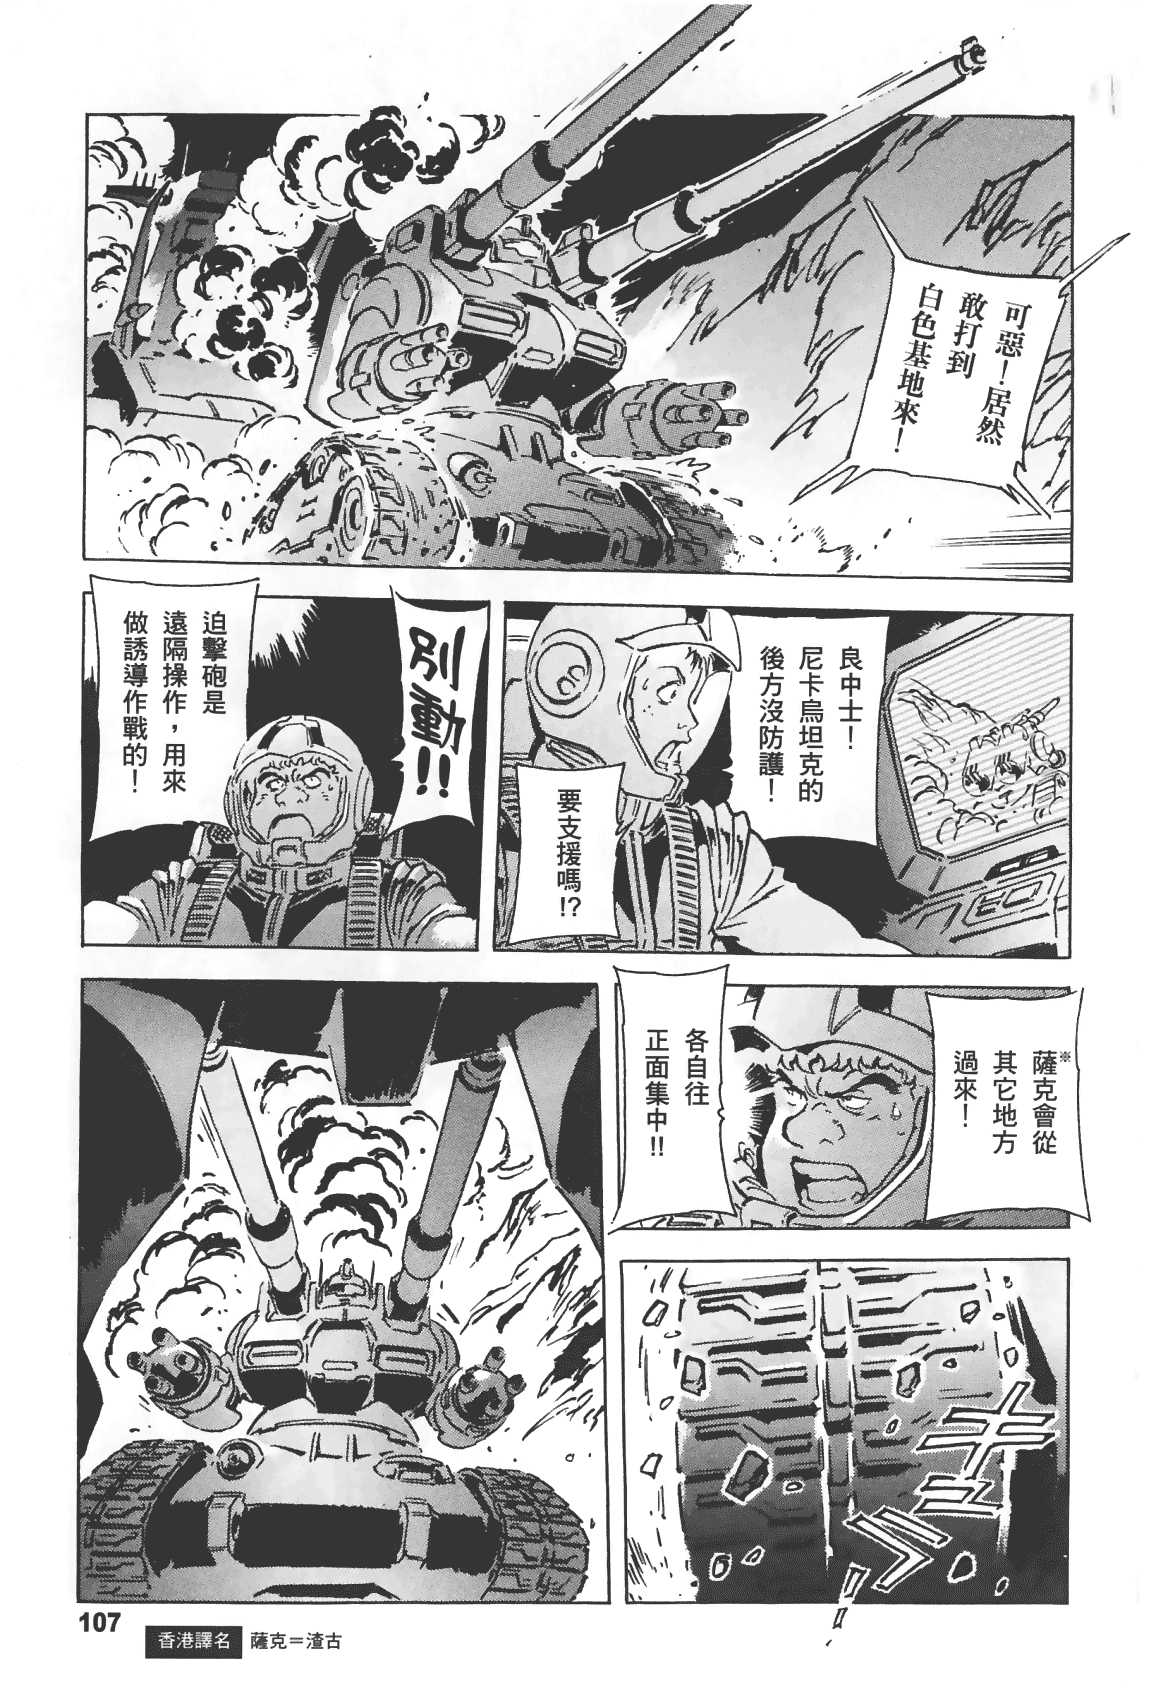 可惡！居然
敢打到
白色基地來！
良中士！
尼卡烏坦克的
後方沒防護！
要支援嗎!?
別動!!
迫擊砲是
遠隔操作，用來
做誘導作戰的！
※
薩克會從
其它地方
過來！
各自往
正面集中!!
キュラ
107
香港譯名 薩克＝渣古